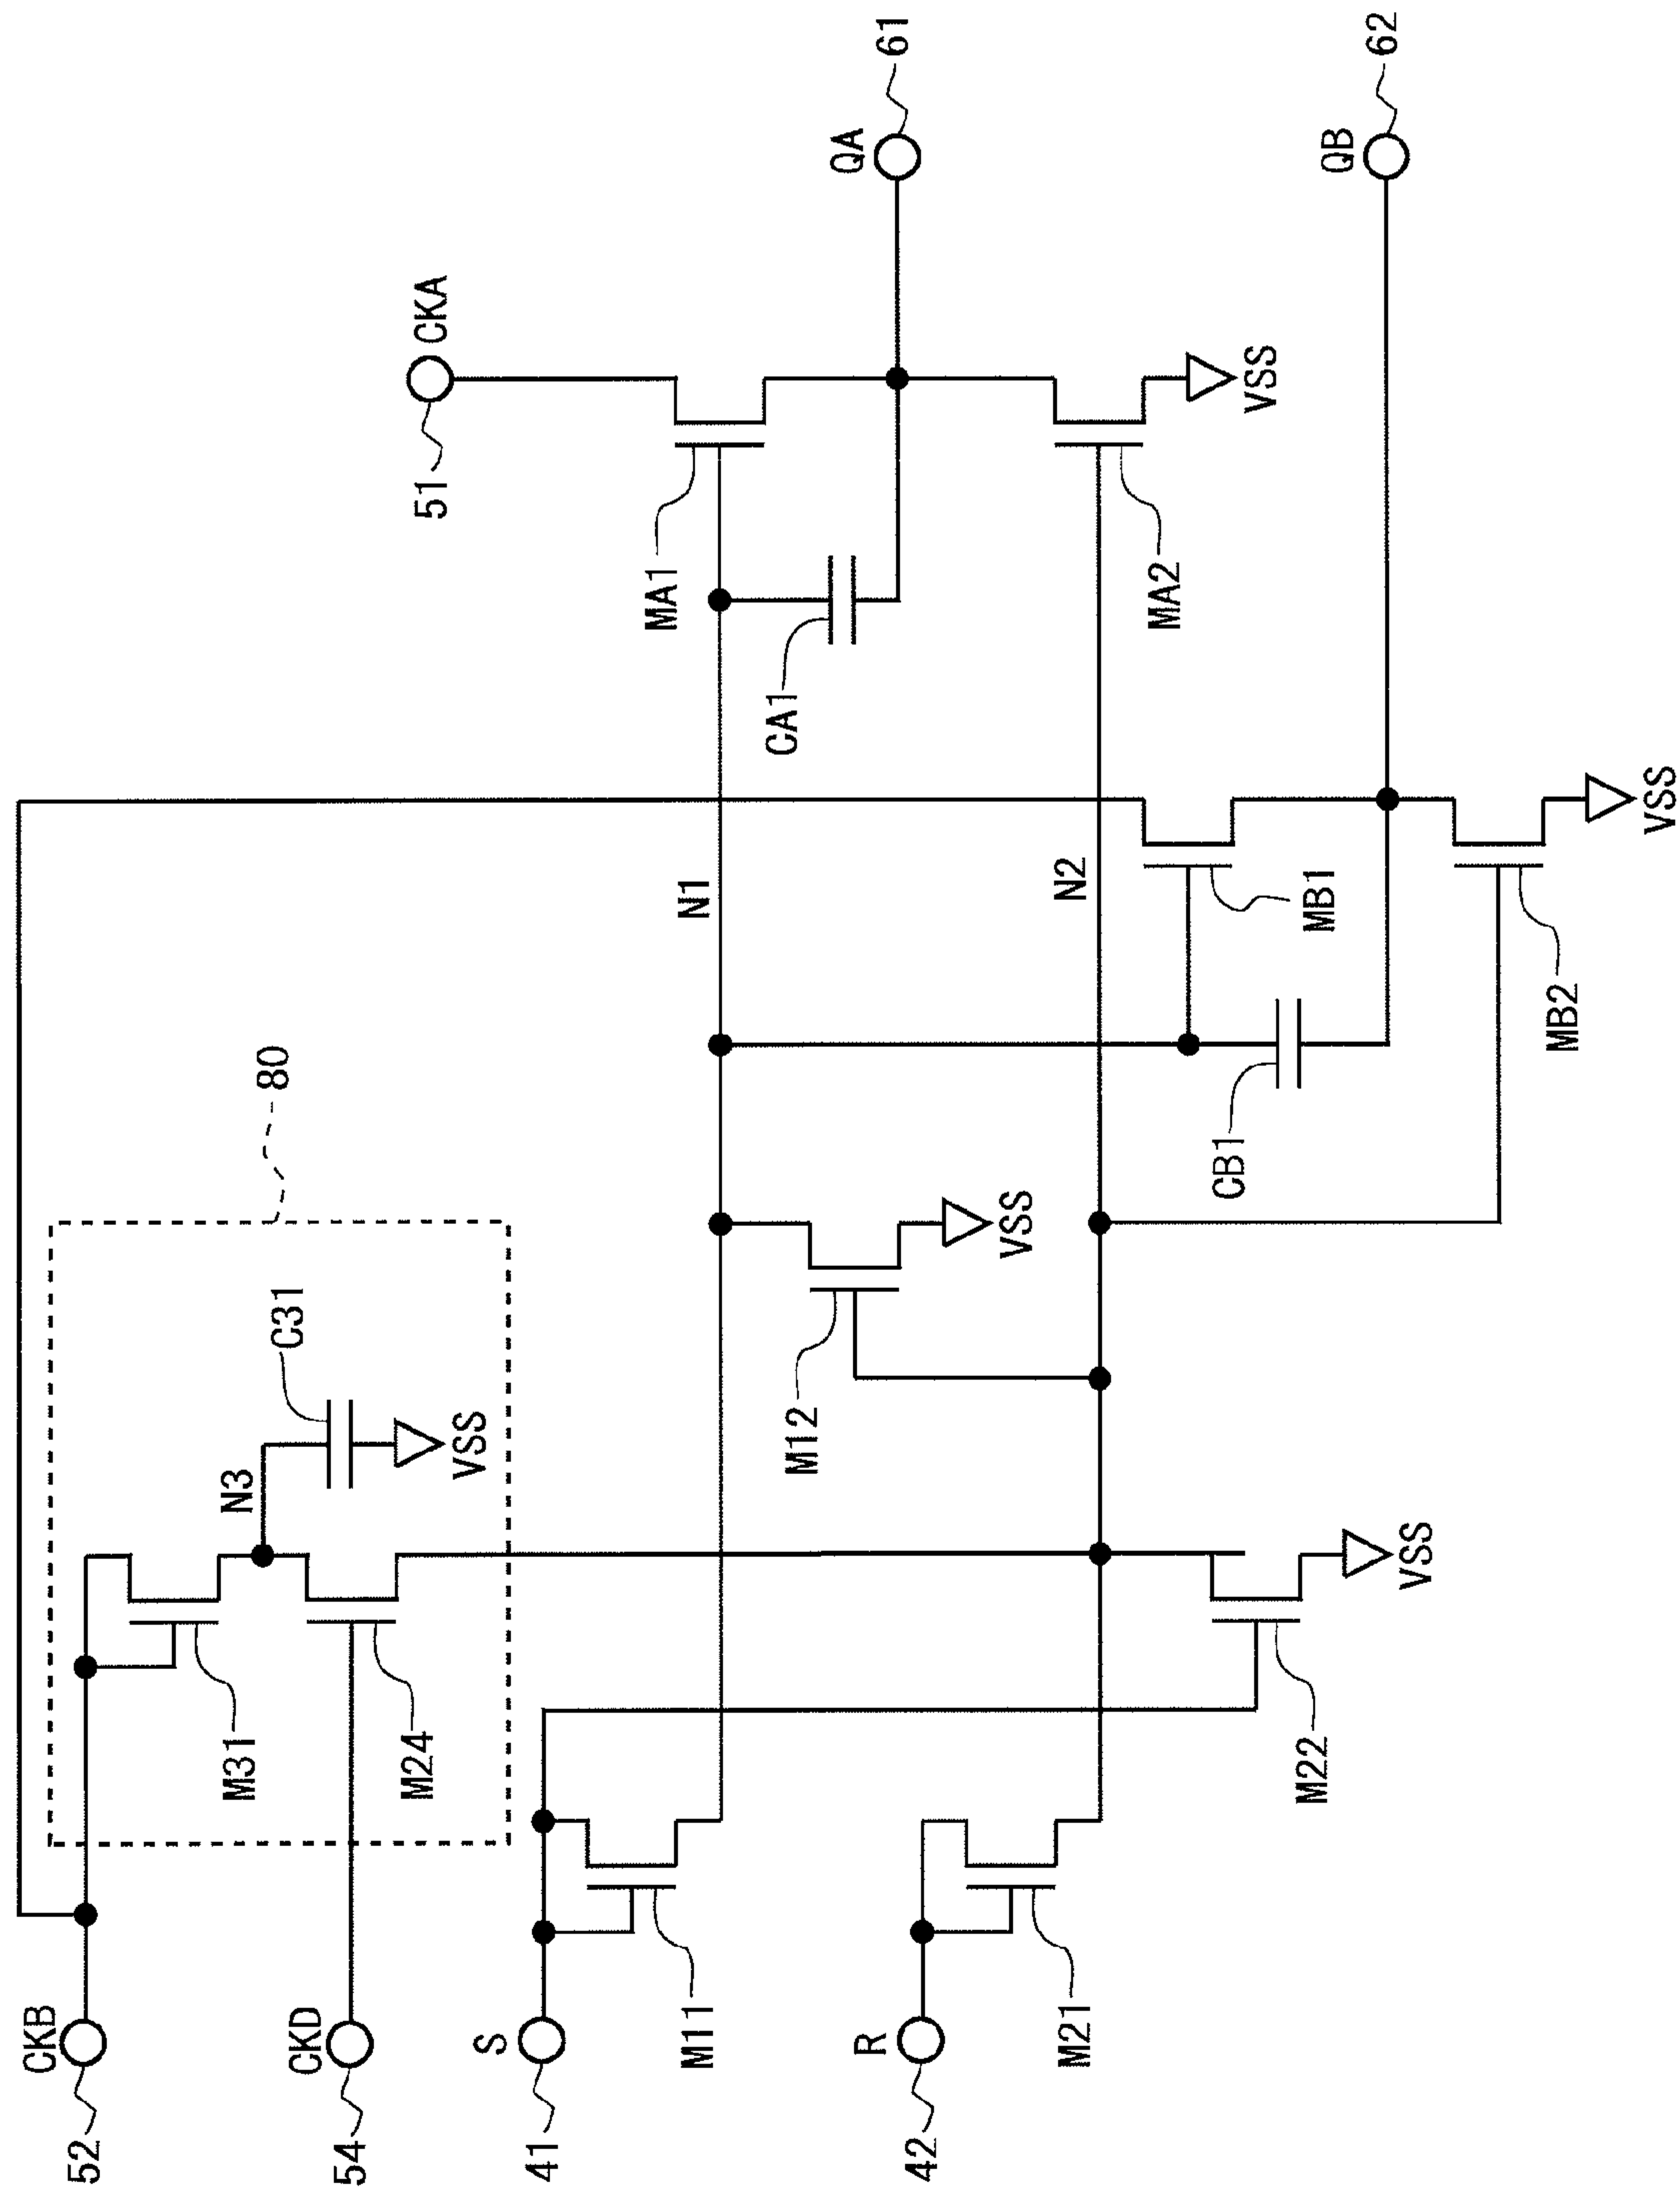 CKB
52
CKD
54
S
41
R
42
M31
M24
N3
C31
VSS
80
M11
M21
M22
VSS
M12
VSS
N1
N2
CB1
MB1
MB2
VSS
CA1
MA1
MA2
VSS
51
CKA
QA
61
QB
62